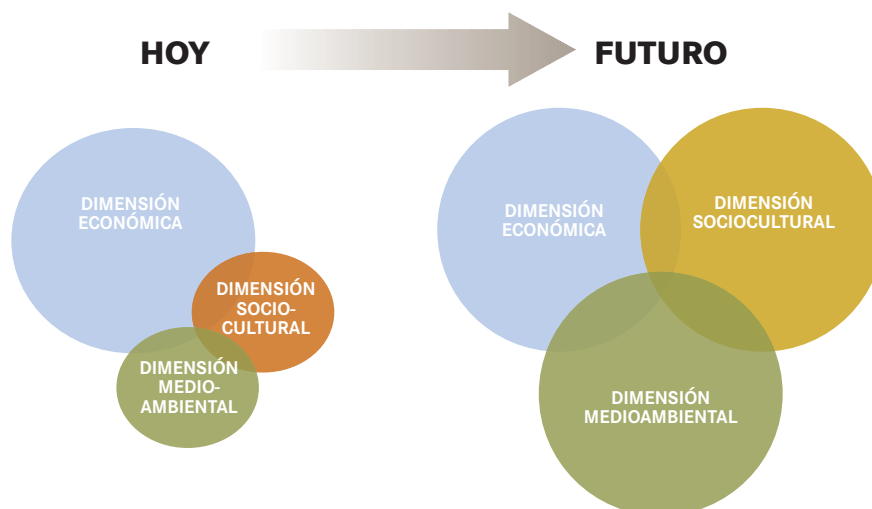 HOY
FUTURO
DIMENSIÓN
ECONÓMICA
DIMENSIÓN
SOCIO-
CULTURAL
DIMENSIÓN
MEDIO-
AMBIENTAL
DIMENSIÓN
ECONÓMICA
DIMENSIÓN
SOCIOCULTURAL
DIMENSIÓN
MEDIOAMBIENTAL